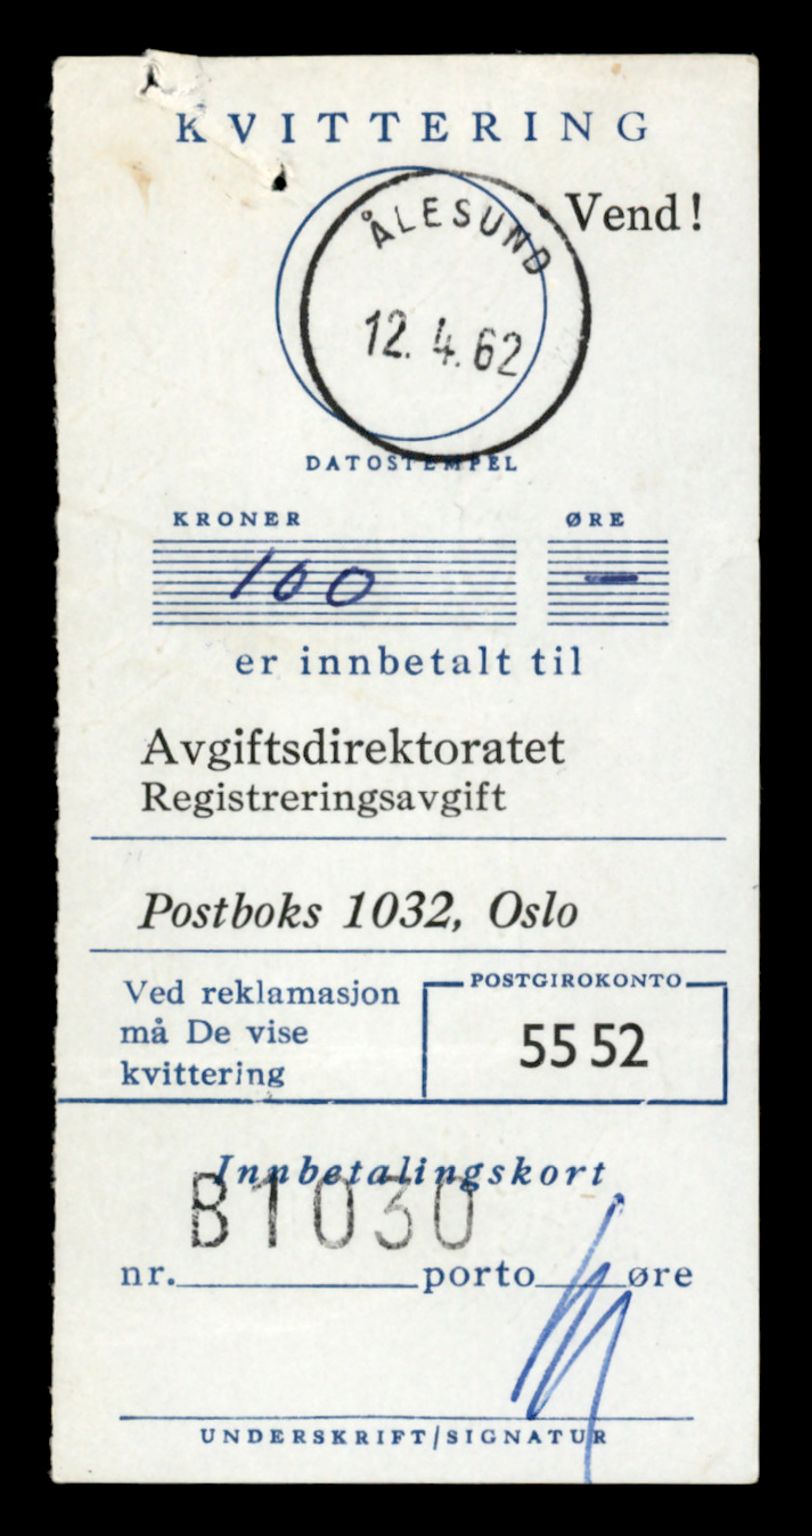 KVITTERING
Vend!
ÅLESUND
12. 4. 62
DATOSTEMPEL
KRONER ØRE
100 —
er innbetalt til
Avgiftsdirektoratet
Registreringsavgift
Postboks 1032, Oslo
Ved reklamasjon
må De vise
kvittering
POSTGIROKONTO
55 52
Innbetalingskort
B1030
nr. porto øre
UNDERSKRIFT/SIGNATUR